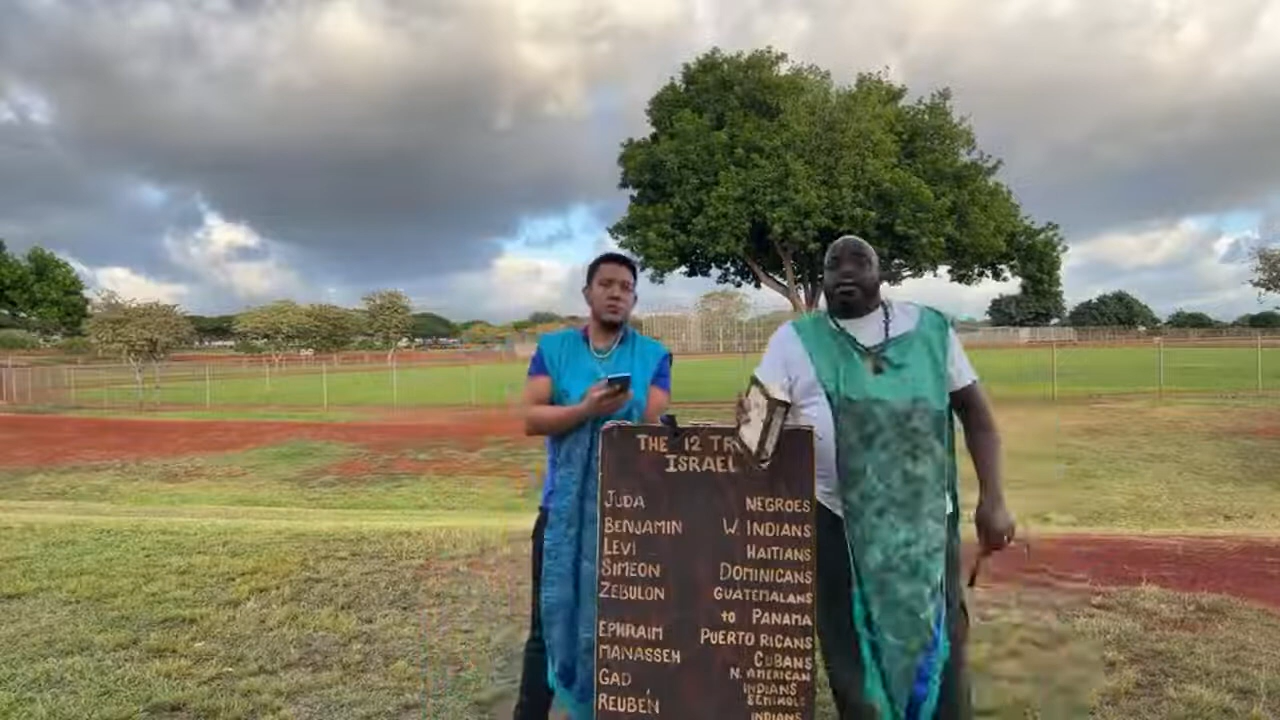 THE 12 TR
ISRAEL
JUDA NEGROES
BENJAMIN W. INDIANS
LEVI HAITIANS
SIMEON DOMINICANS
ZEBULON GUATEMALANS
to PANAMA
EPHRAIM PUERTO RICANS
MANASSEH CUBANS
GAD N. AMERICAN
INDIANS
REUBEN SEMINOLE
INDIANS